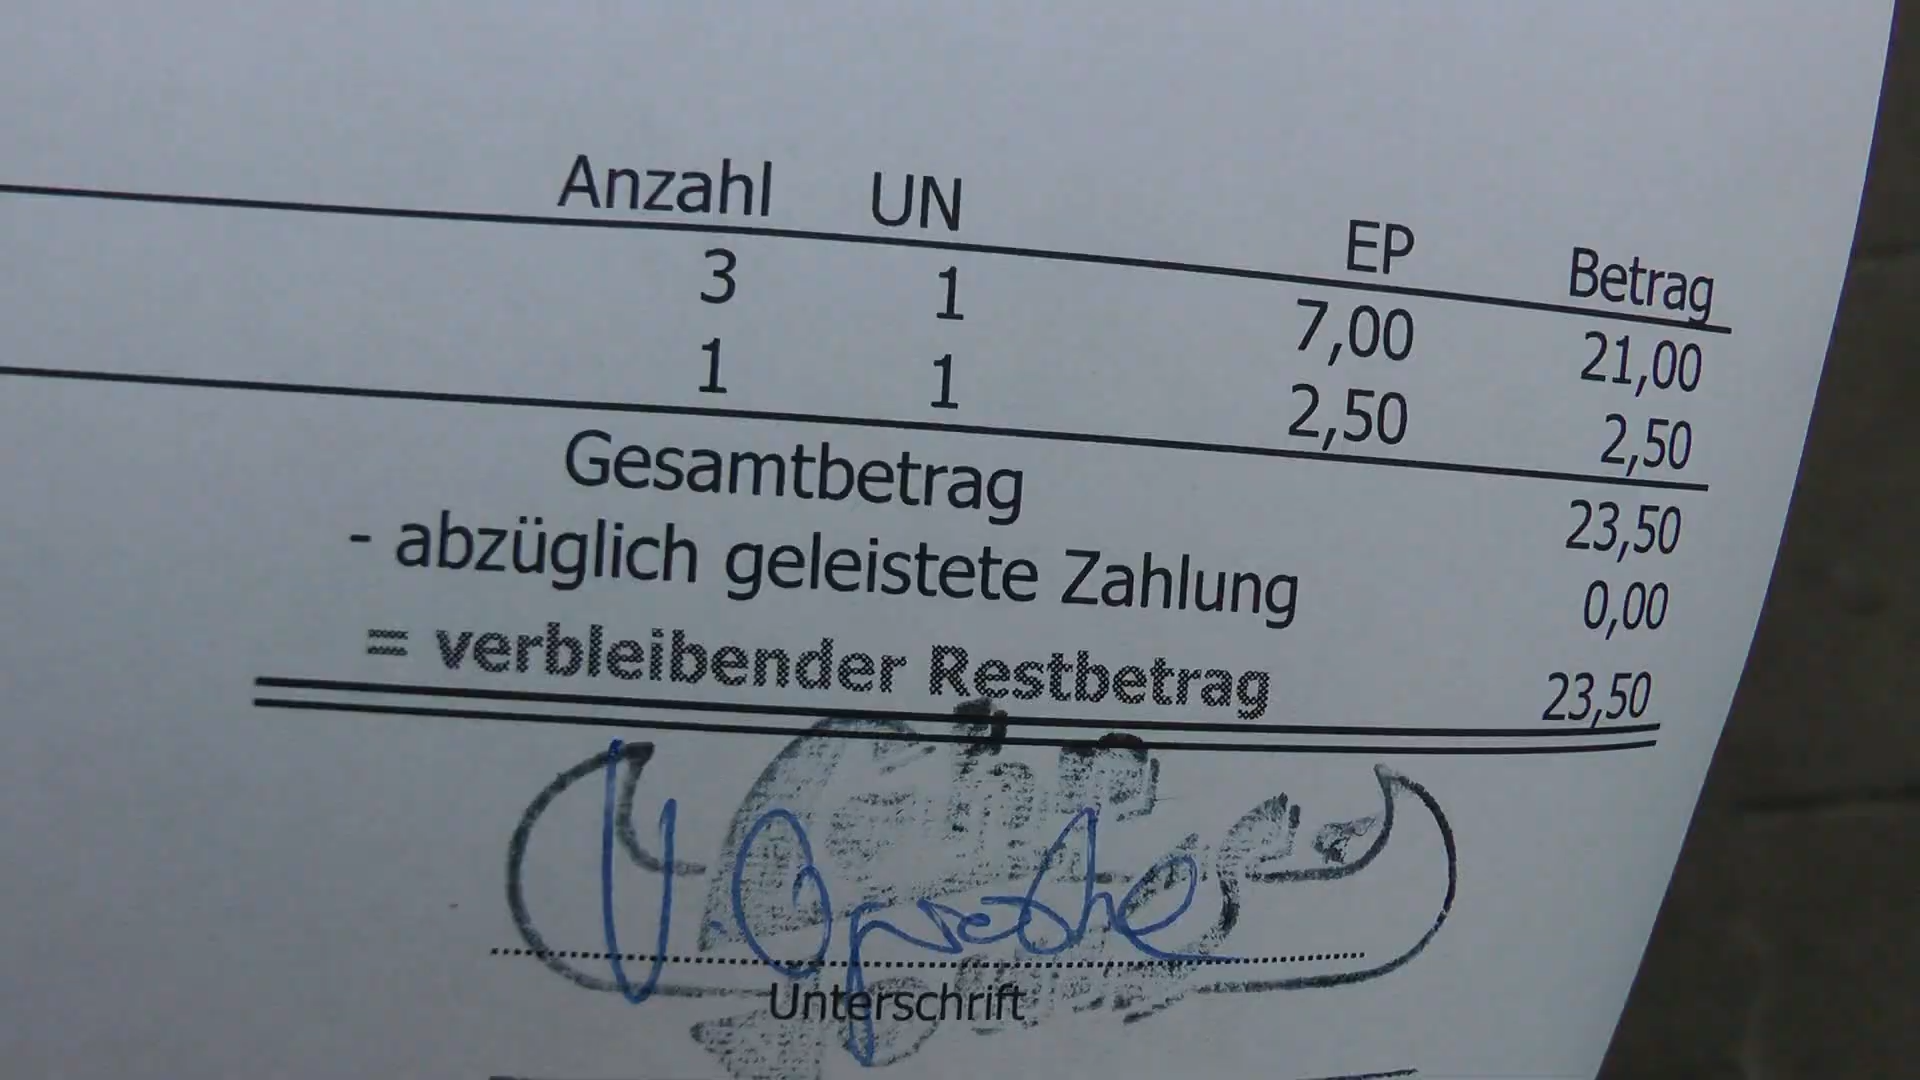 Anzahl UN EP Betrag
3 1 7,00 21,00
1 1 2,50 2,50
Gesamtbetrag 23,50
- abzüglich geleistete Zahlung 0,00
= verbleibender Restbetrag 23,50
Unterschrift